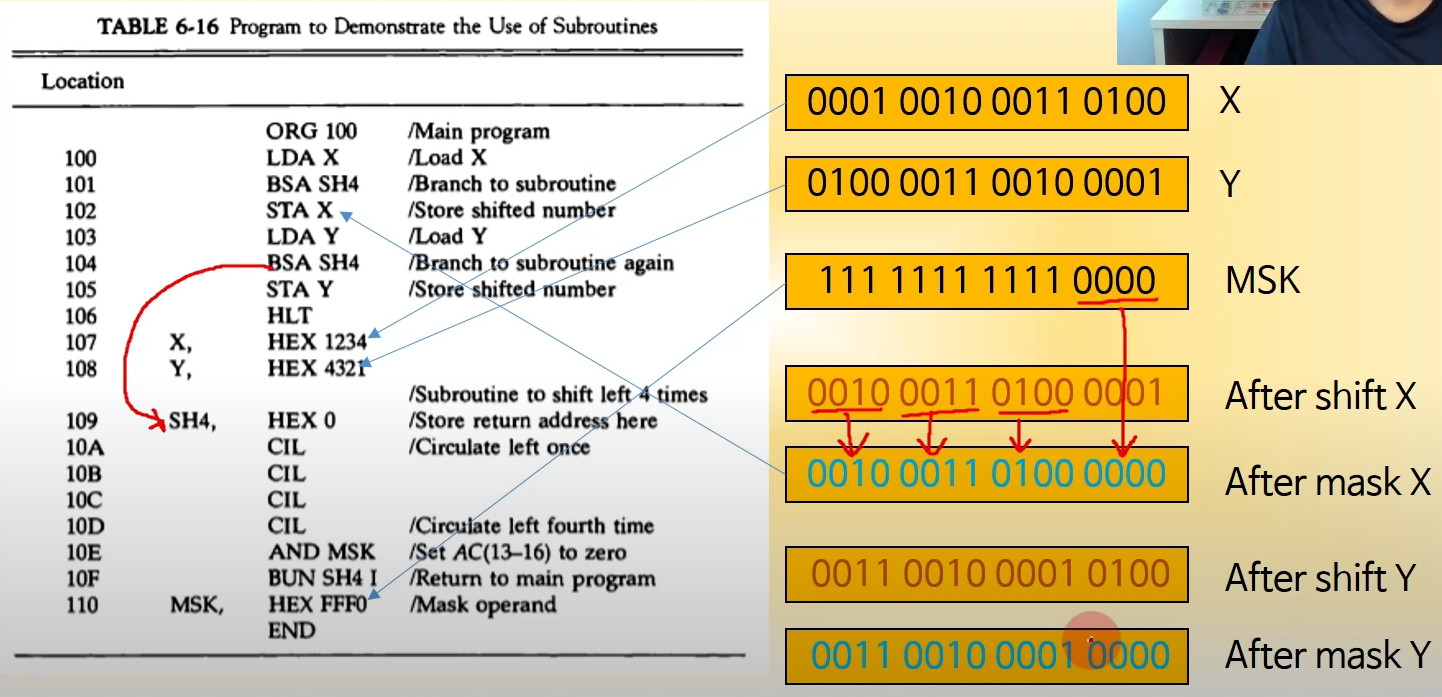 TABLE 6-16 Program to Demonstrate the Use of Subroutines
Location
ORG 100 /Main program
100 LDA X /Load X
101 BSA SH4 /Branch to subroutine
102 STA X /Store shifted number
103 LDA Y /Load Y
104 BSA SH4 /Branch to subroutine again
105 STA Y /Store shifted number
106 HLT
107 X, HEX 1234
108 Y, HEX 4321
/Subroutine to shift left 4 times
109 SH4, HEX 0 /Store return address here
10A CIL /Circulate left once
10B CIL
10C CIL
10D CIL /Circulate left fourth time
10E AND MSK /Set AC(13–16) to zero
10F BUN SH4 I /Return to main program
110 MSK, HEX FFF0 /Mask operand
END
0001 0010 0011 0100 X
0100 0011 0010 0001 Y
111 1111 1111 0000 MSK
0010 0011 0100 0001 After shift X
0010 0011 0100 0000 After mask X
0011 0010 0001 0100 After shift Y
0011 0010 0001 0000 After mask Y